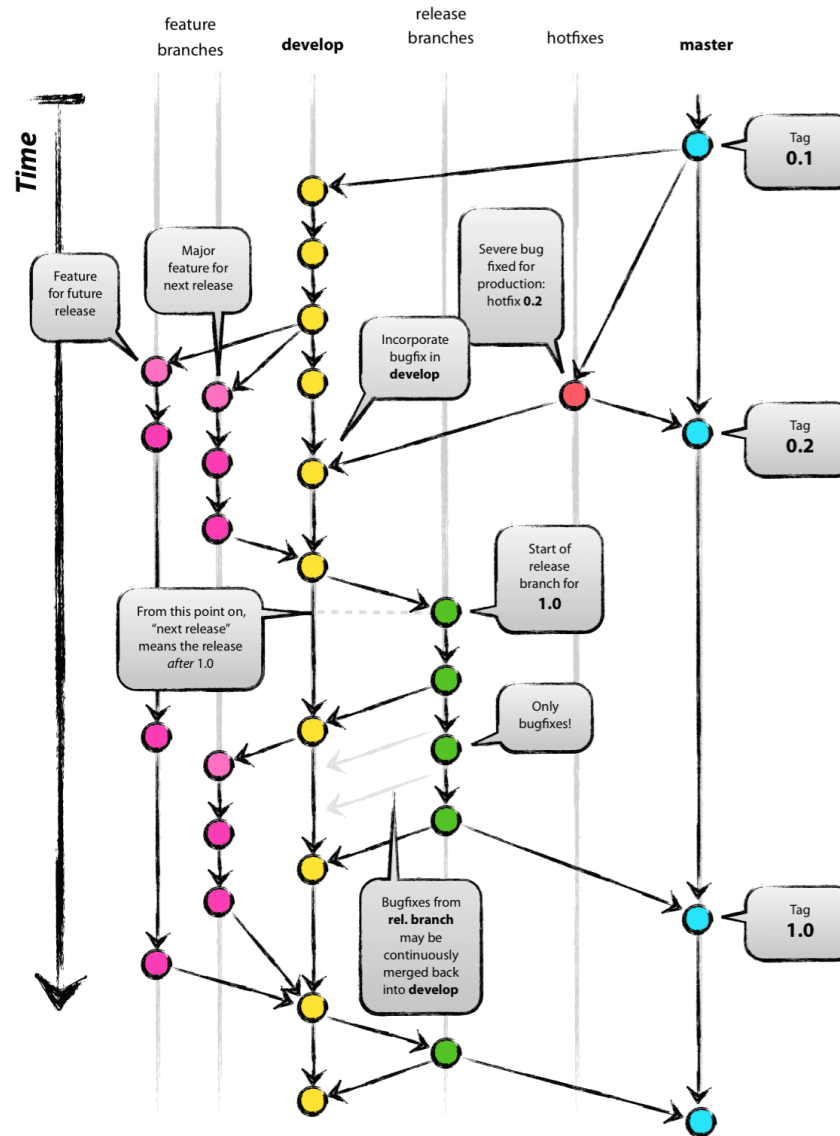 feature
branches
develop
release
branches
hotfixes
master
Time
Tag
0.1
Major
feature for
next release
Feature
for future
release
Severe bug
fixed for
production:
hotfix 0.2
Incorporate
bugfix in
develop
Tag
0.2
Start of
release
branch for
1.0
From this point on,
“next release”
means the release
after 1.0
Only
bugfixes!
Bugfixes from
rel. branch
may be
continuously
merged back
into develop
Tag
1.0